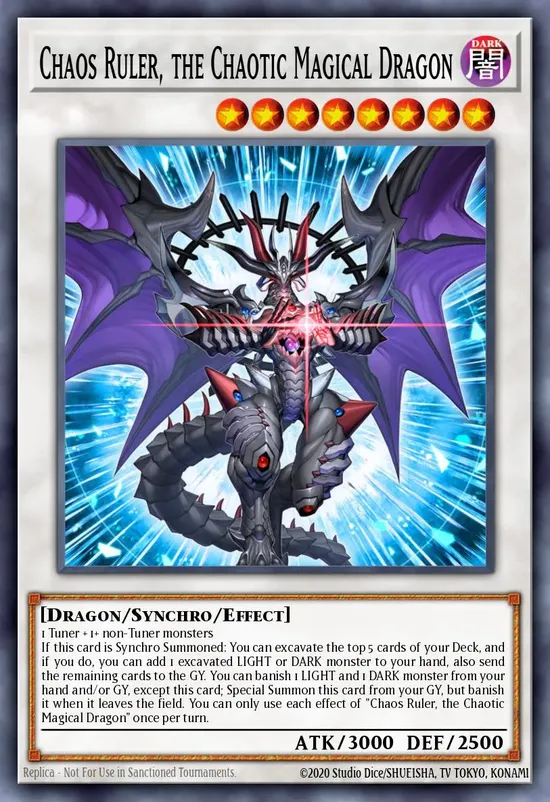 CHAOS RULER, THE CHAOTIC MAGICAL DRAGON
DARK
闇
[DRAGON/SYNCHRO/EFFECT]
1 Tuner + 1+ non-Tuner monsters
If this card is Synchro Summoned: You can excavate the top 5 cards of your Deck, and
if you do, you can add 1 excavated LIGHT or DARK monster to your hand, also send
the remaining cards to the GY. You can banish 1 LIGHT and 1 DARK monster from your
hand and/or GY, except this card; Special Summon this card from your GY, but banish
it when it leaves the field. You can only use each effect of "Chaos Ruler, the Chaotic
Magical Dragon" once per turn.
ATK/3000 DEF/2500
Replica - Not For Use in Sanctioned Tournaments. ©2020 Studio Dice/SHUEISHA, TV TOKYO, KONAMI